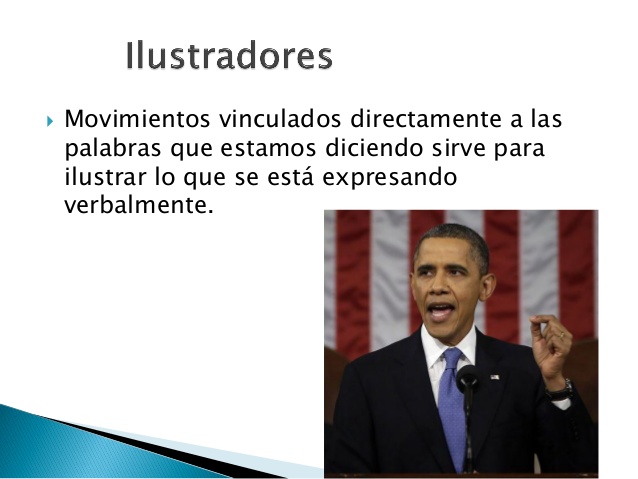 Ilustradores
Movimientos vinculados directamente a las
palabras que estamos diciendo sirve para
ilustrar lo que se está expresando
verbalmente.